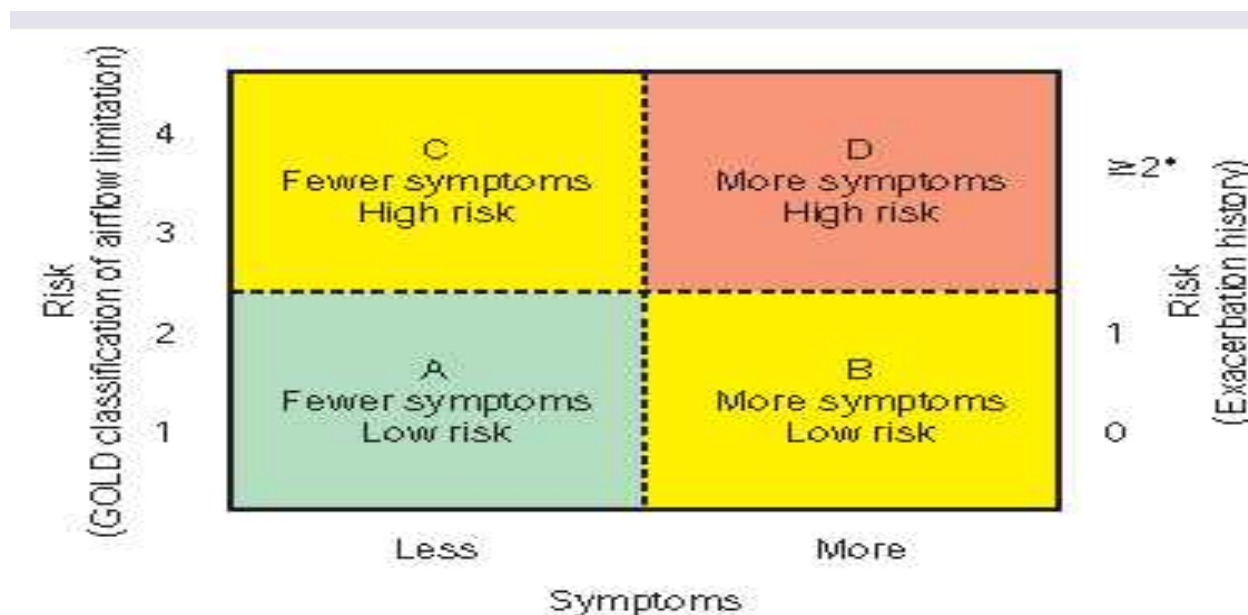 Risk
(GOLD classification of airflow limitation)
4
3
2
1
C
Fewer symptoms
High risk
D
More symptoms
High risk
A
Fewer symptoms
Low risk
B
More symptoms
Low risk
≧2*
1
0
Risk
(Exacerbation history)
Less
More
Symptoms